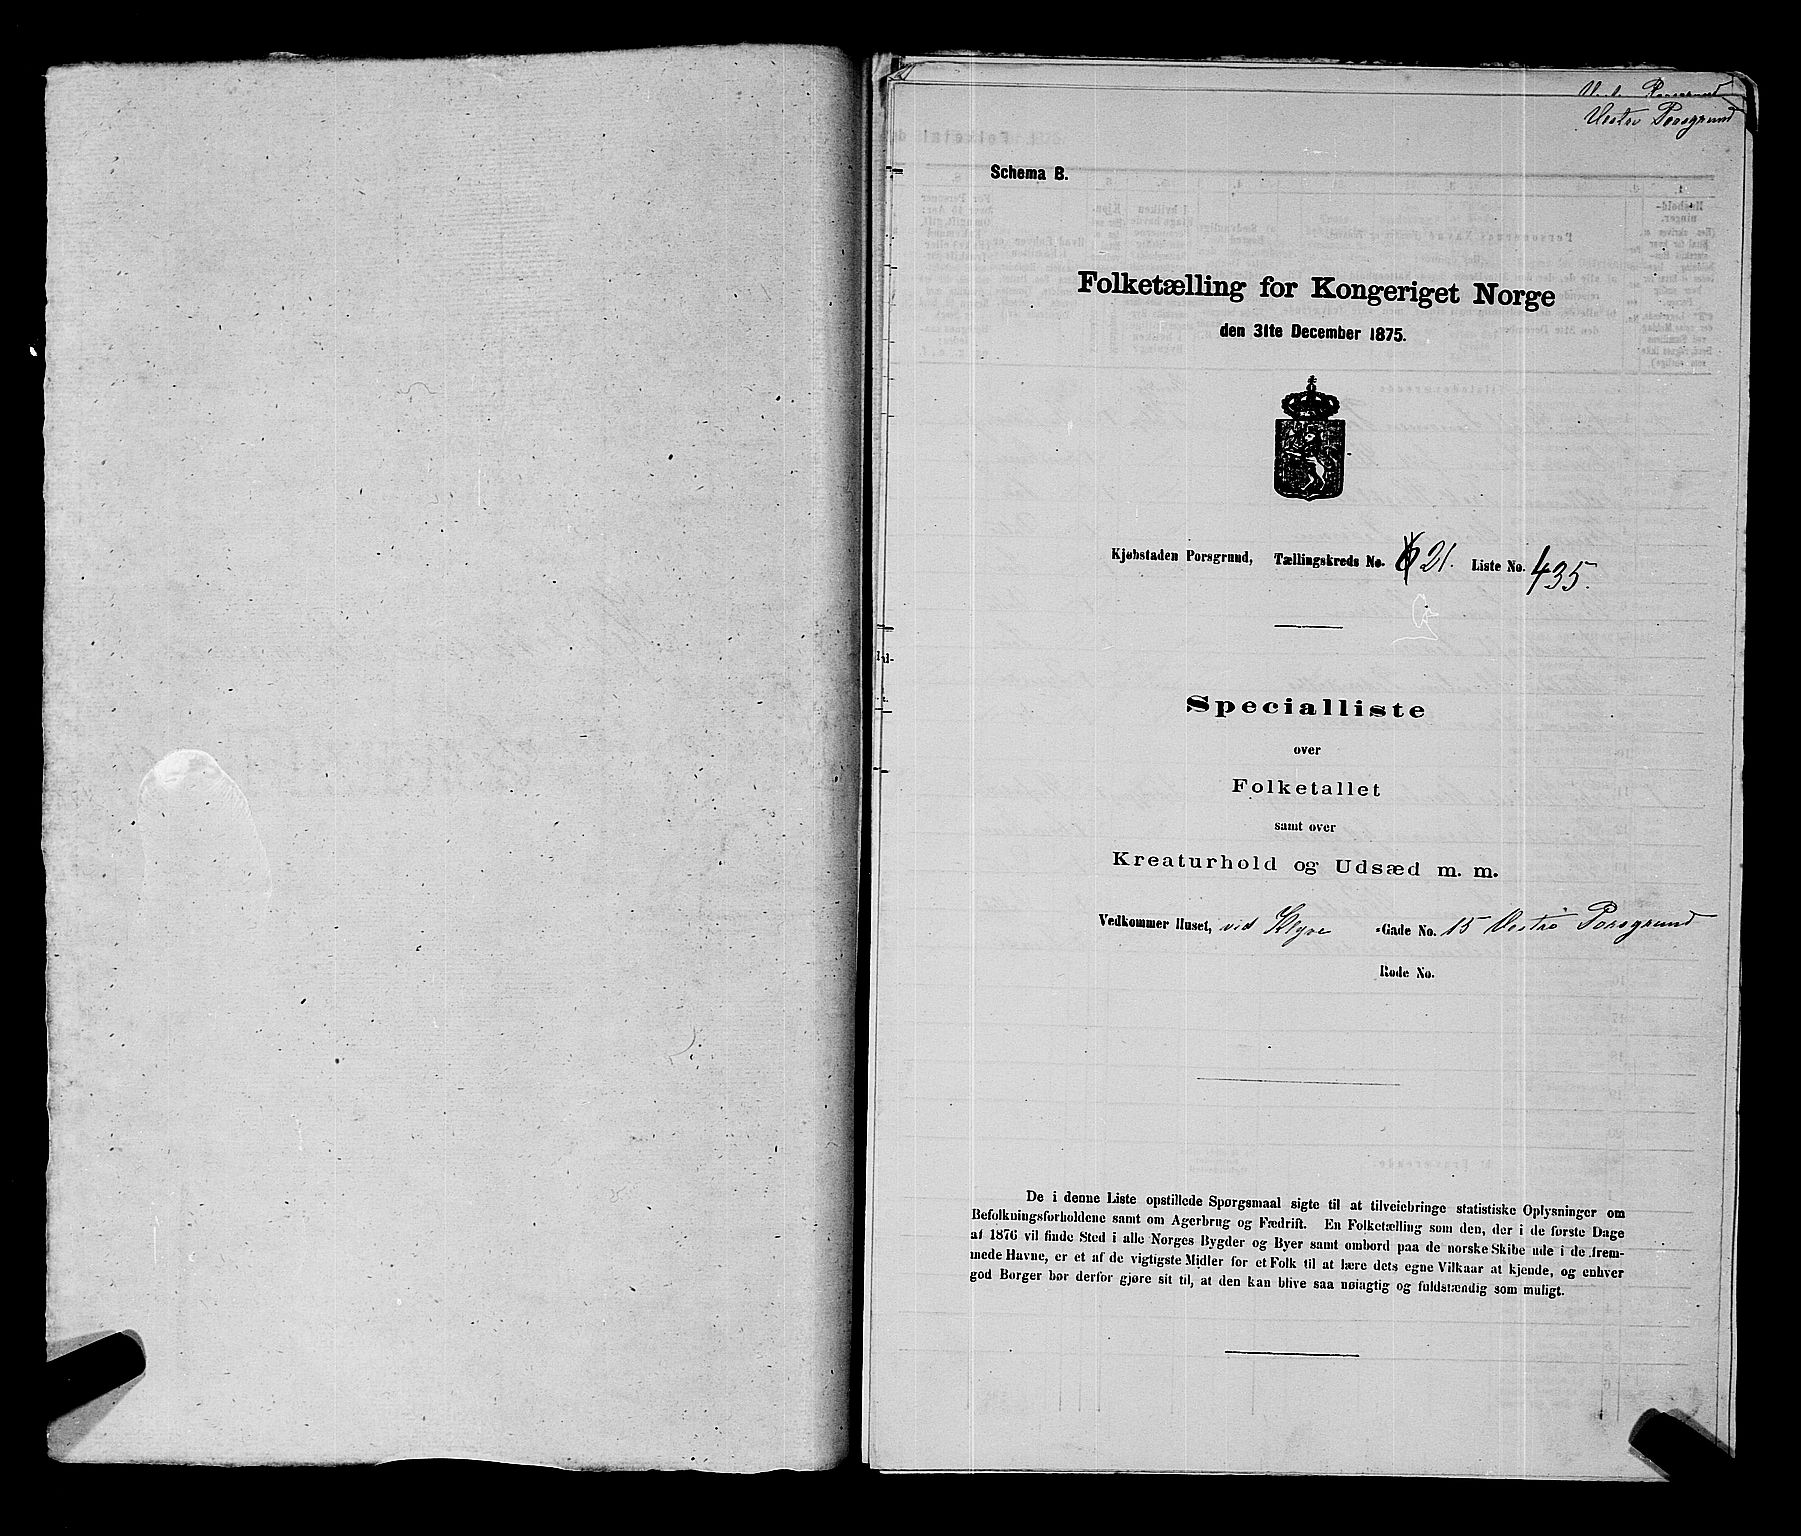 Vestre Porsgrund
Schema B.
Folketælling for Kongeriget Norge
den 31te December 1875.
Kjøbstaden Porsgrund, Tællingskreds No. 21. Liste No. 435.
Specialliste
over
Folketallet
samt over
Kreaturhold og Udsæd m. m.
Vedkommer Huset, vid Klyve -Gade No. 15 Vestre Porsgrund
Rode No.
De i denne Liste opstillede Spørgsmaal sigte til at tilveiebringe statistiske Oplysninger om
Befolkningsforholdene samt om Agerbrug og Fædrift. En Folketælling som den, der i de første Dage
af 1876 vil finde Sted i alle Norges Bygder og Byer samt ombord paa de norske Skibe ude i de frem-
mede Havne, er et af de vigtigste Midler for et Folk til at lære dets egne Vilkaar at kjende, og enhver
god Borger bør derfor gjøre sit til, at den kan blive saa nøiagtig og fuldstændig som muligt.